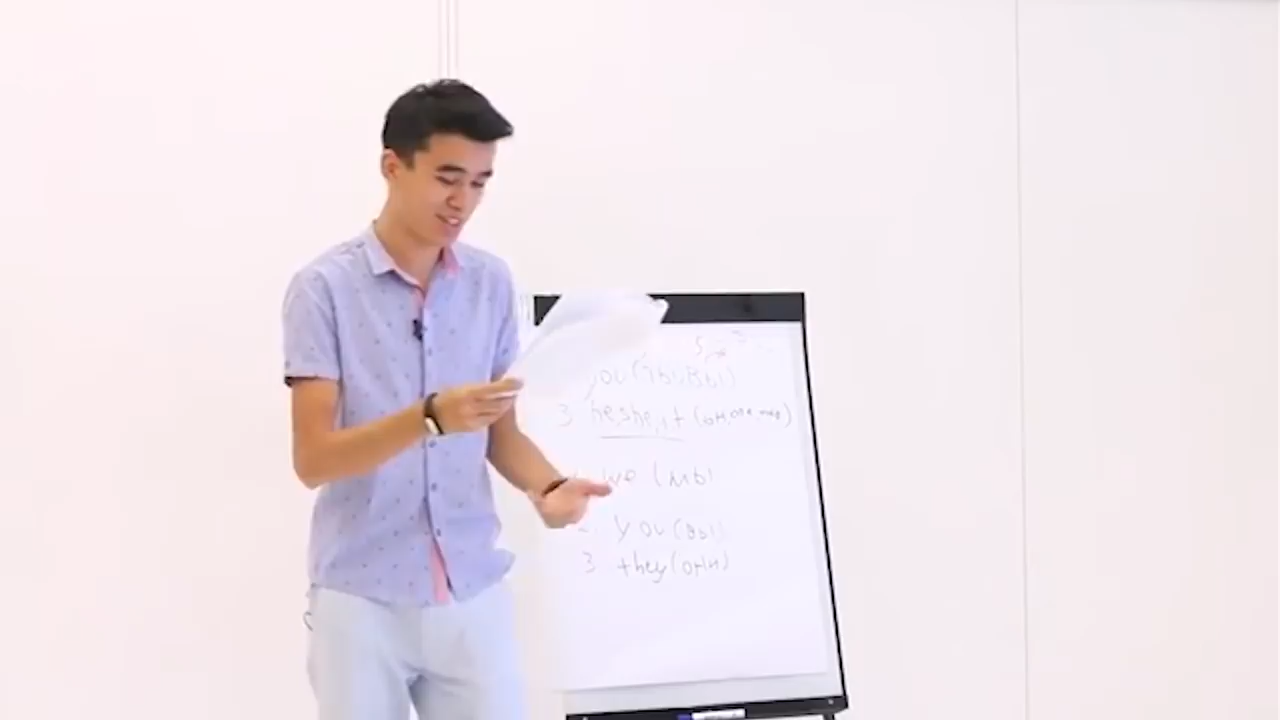 you (ты, вы)
3 he, she, it (он, она, оно)
we (мы)
you (вы)
3 they (они)